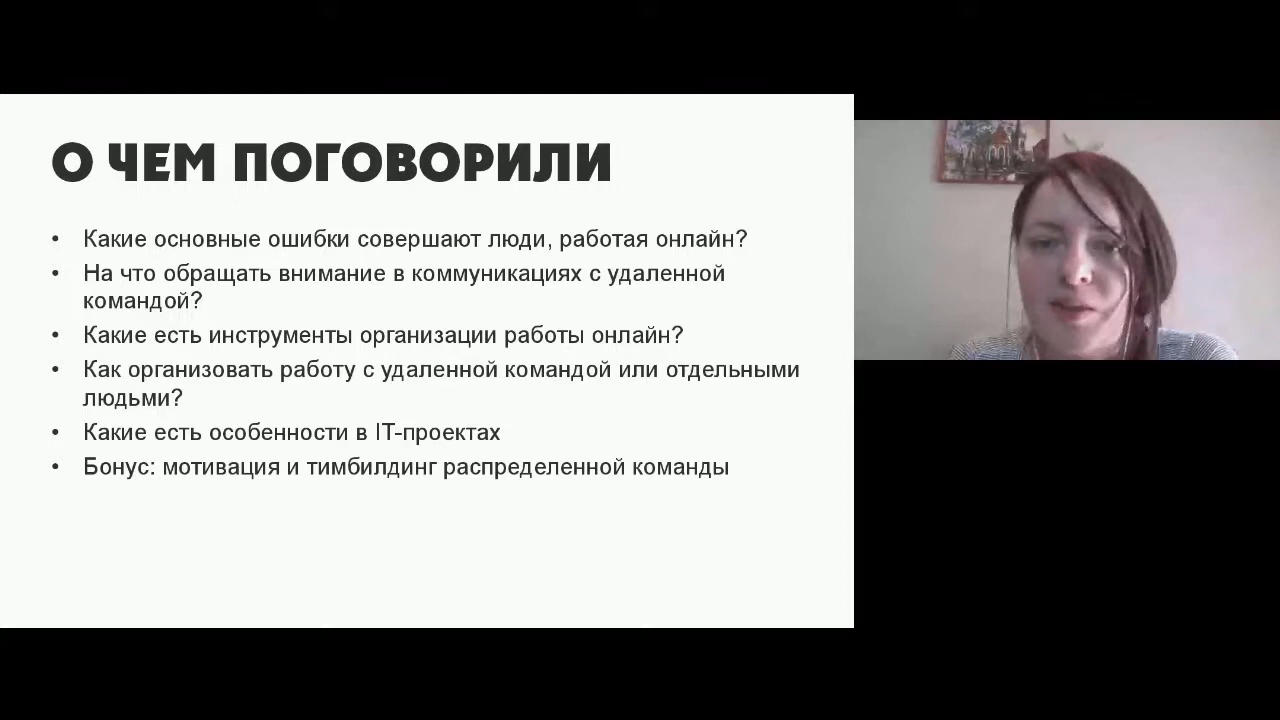 О ЧЕМ ПОГОВОРИЛИ
• Какие основные ошибки совершают люди, работая онлайн?
• На что обращать внимание в коммуникациях с удаленной
командой?
• Какие есть инструменты организации работы онлайн?
• Как организовать работу с удаленной командой или отдельными
людьми?
• Какие есть особенности в IT-проектах
• Бонус: мотивация и тимбилдинг распределенной команды